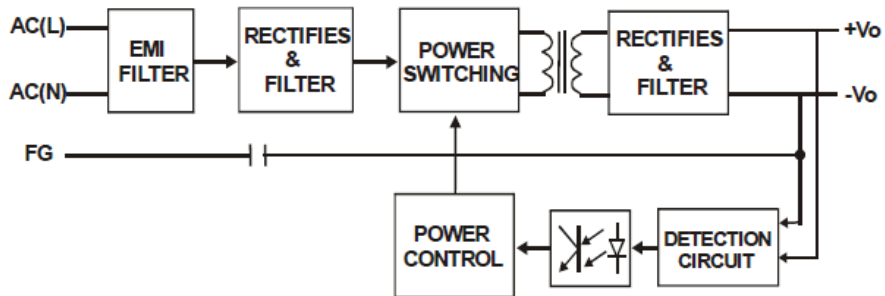 AC(L)
AC(N)
EMI
FILTER
RECTIFIES
&
FILTER
POWER
SWITCHING
RECTIFIES
&
FILTER
+Vo
-Vo
FG
POWER
CONTROL
DETECTION
CIRCUIT